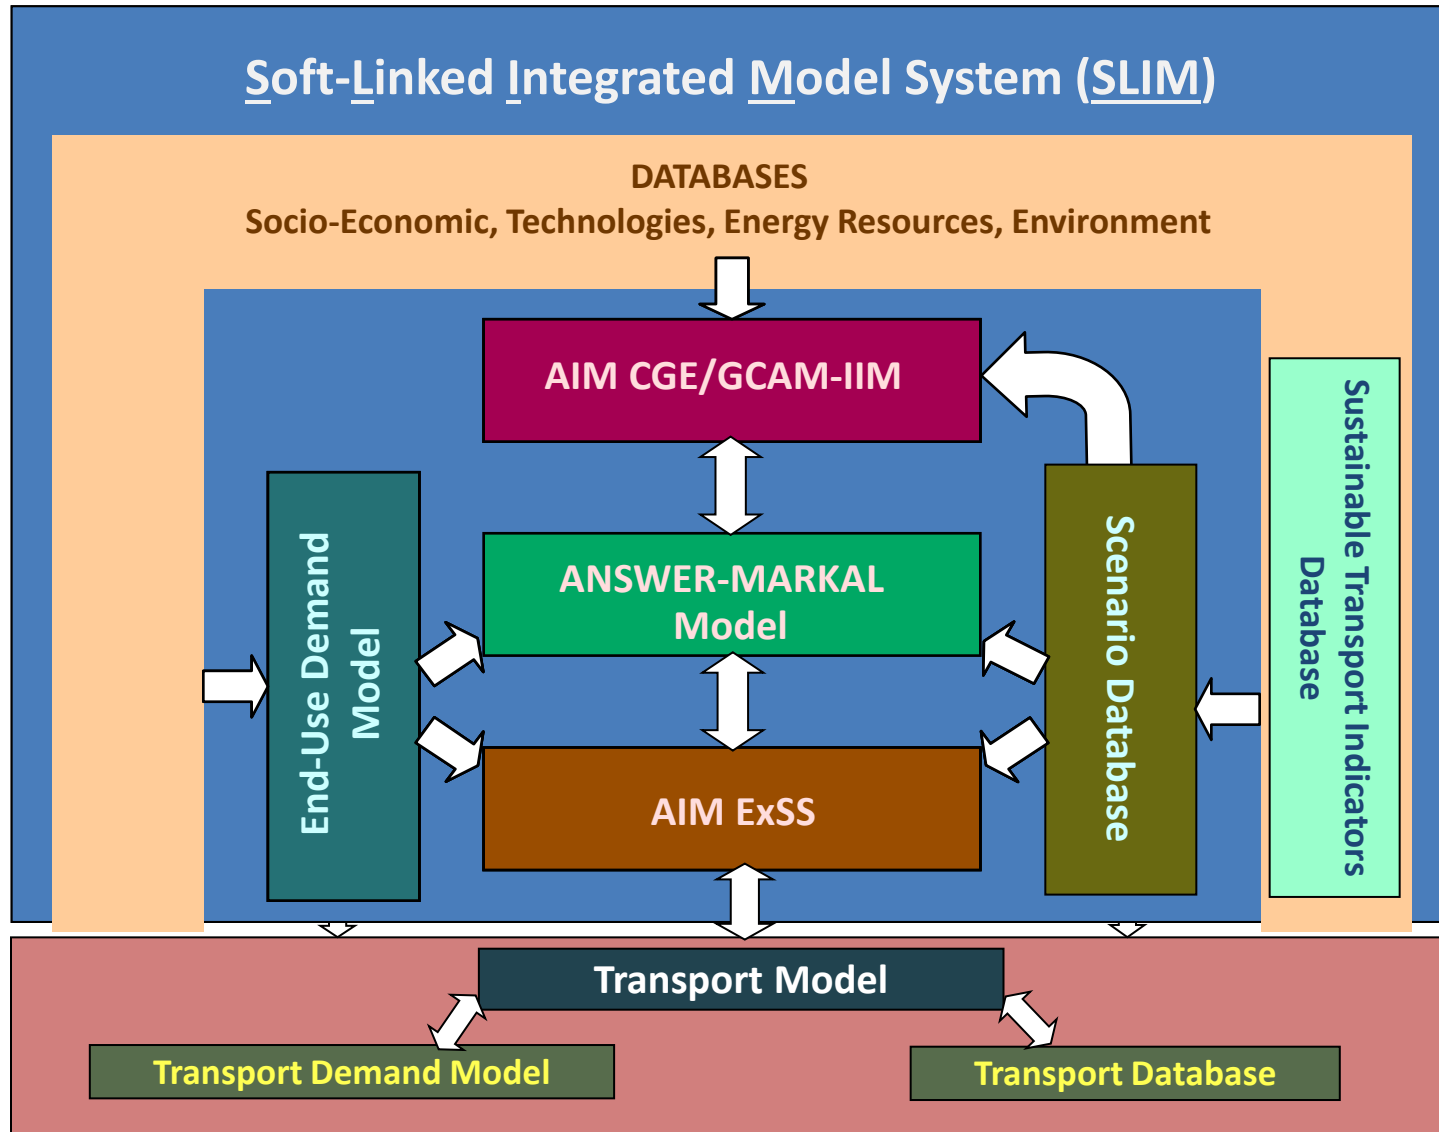 Soft-Linked Integrated Model System (SLIM)
DATABASES
Socio-Economic, Technologies, Energy Resources, Environment
AIM CGE/GCAM-IIM
End-Use Demand
Model
ANSWER-MARKAL
Model
AIM ExSS
Scenario Database
Sustainable Transport Indicators
Database
Transport Model
Transport Demand Model
Transport Database